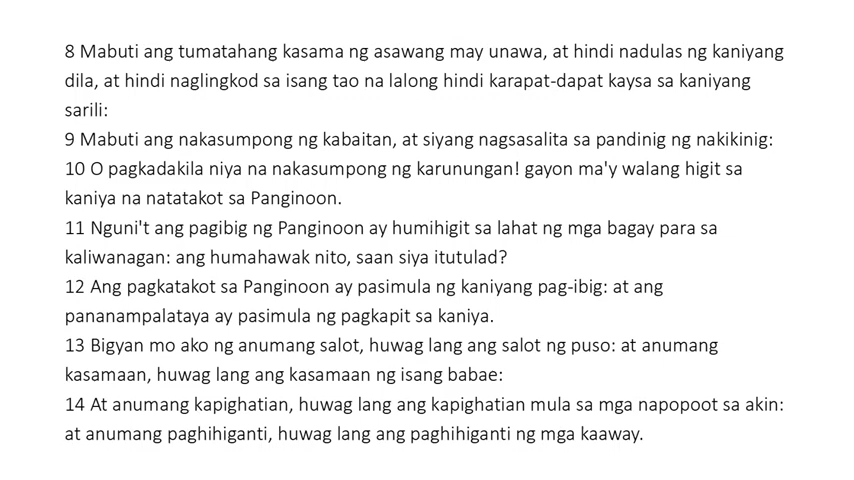 8 Mabuti ang tumatahang kasama ng asawang may unawa, at hindi nadulas ng kaniyang
dila, at hindi naglingkod sa isang tao na lalong hindi karapat-dapat kaysa sa kaniyang
sarili:
9 Mabuti ang nakasumpong ng kabaitan, at siyang nagsasalita sa pandinig ng nakikinig:
10 O pagkadakila niya na nakasumpong ng karunungan! gayon ma'y walang higit sa
kaniya na natatakot sa Panginoon.
11 Nguni't ang pagibig ng Panginoon ay humihigit sa lahat ng mga bagay para sa
kaliwanagan: ang humahawak nito, saan siya itutulad?
12 Ang pagkatakot sa Panginoon ay pasimula ng kaniyang pag-ibig: at ang
pananampalataya ay pasimula ng pagkapit sa kaniya.
13 Bigyan mo ako ng anumang salot, huwag lang ang salot ng puso: at anumang
kasamaan, huwag lang ang kasamaan ng isang babae:
14 At anumang kapighatian, huwag lang ang kapighatian mula sa mga napopoot sa akin:
at anumang paghihiganti, huwag lang ang paghihiganti ng mga kaaway.